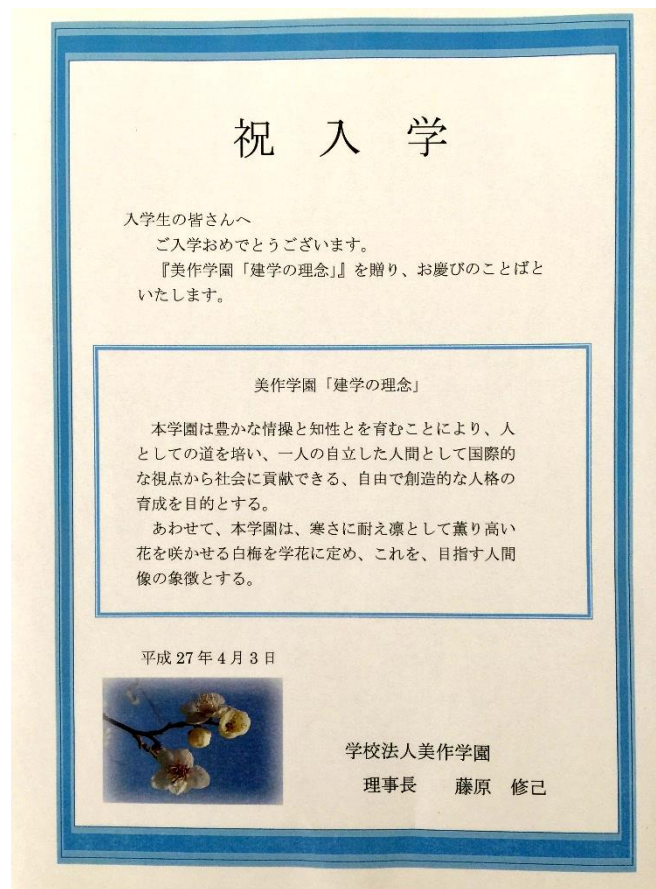 祝 入 学
入学生の皆さんへ
ご入学おめでとうございます。
『美作学園「建学の理念」』を贈り、お慶びのことばと
いたします。
美作学園「建学の理念」
本学園は豊かな情操と知性とを育むことにより、人
としての道を培い、一人の自立した人間として国際的
な視点から社会に貢献できる、自由で創造的な人格の
育成を目的とする。
あわせて、本学園は、寒さに耐え凛として薫り高い
花を咲かせる白梅を学花に定め、これを、目指す人間
像の象徴とする。
平成 27 年 4 月 3 日
学校法人美作学園
理事長 藤原 修己